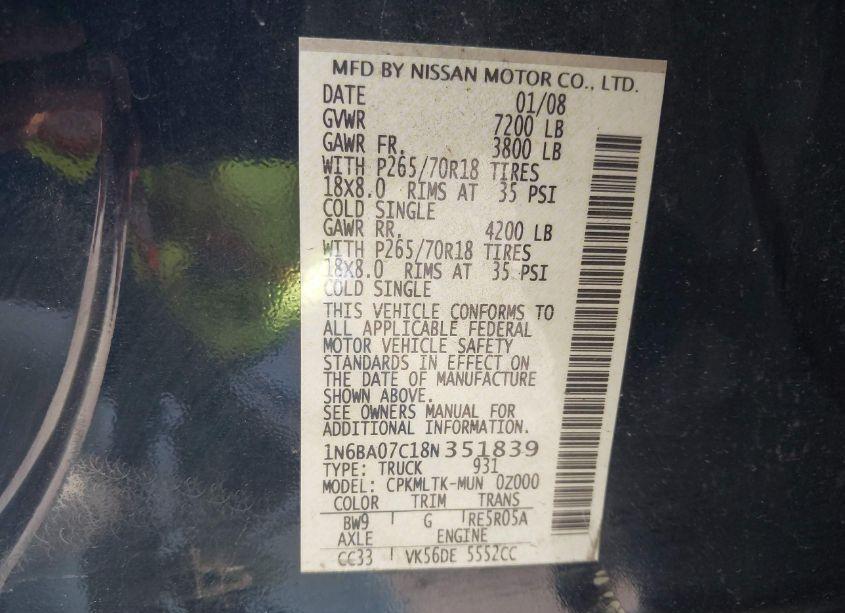 MFD BY NISSAN MOTOR CO., LTD.
DATE 01/08
GVWR 7200 LB
GAWR FR. 3800 LB
WITH P265/70R18 TIRES
18X8.0 RIMS AT 35 PSI
COLD SINGLE
GAWR RR. 4200 LB
WITH P265/70R18 TIRES
18X8.0 RIMS AT 35 PSI
COLD SINGLE
THIS VEHICLE CONFORMS TO
ALL APPLICABLE FEDERAL
MOTOR VEHICLE SAFETY
STANDARDS IN EFFECT ON
THE DATE OF MANUFACTURE
SHOWN ABOVE.
SEE OWNERS MANUAL FOR
ADDITIONAL INFORMATION.
1N6BA07C18N351839
TYPE: TRUCK 931
MODEL: CPKMLTK-MUN 0Z000
COLOR TRIM TRANS
BW9 G RE5R05A
AXLE ENGINE
CC33 VK56DE 5552CC